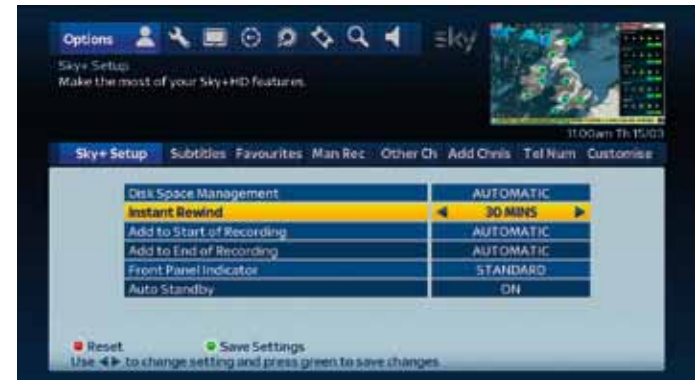 Options
sky
Sky+ Setup
Make the most of your Sky+HD features.
11.00am Th 15/03
Sky+ Setup Subtitles Favourites Man Rec Other Ch Add Chnls Tel Num Customise
Disk Space Management AUTOMATIC
Instant Rewind 30 MINS
Add to Start of Recording AUTOMATIC
Add to End of Recording AUTOMATIC
Front Panel Indicator STANDARD
Auto Standby ON
Reset Save Settings
Use ◀▶ to change setting and press green to save changes